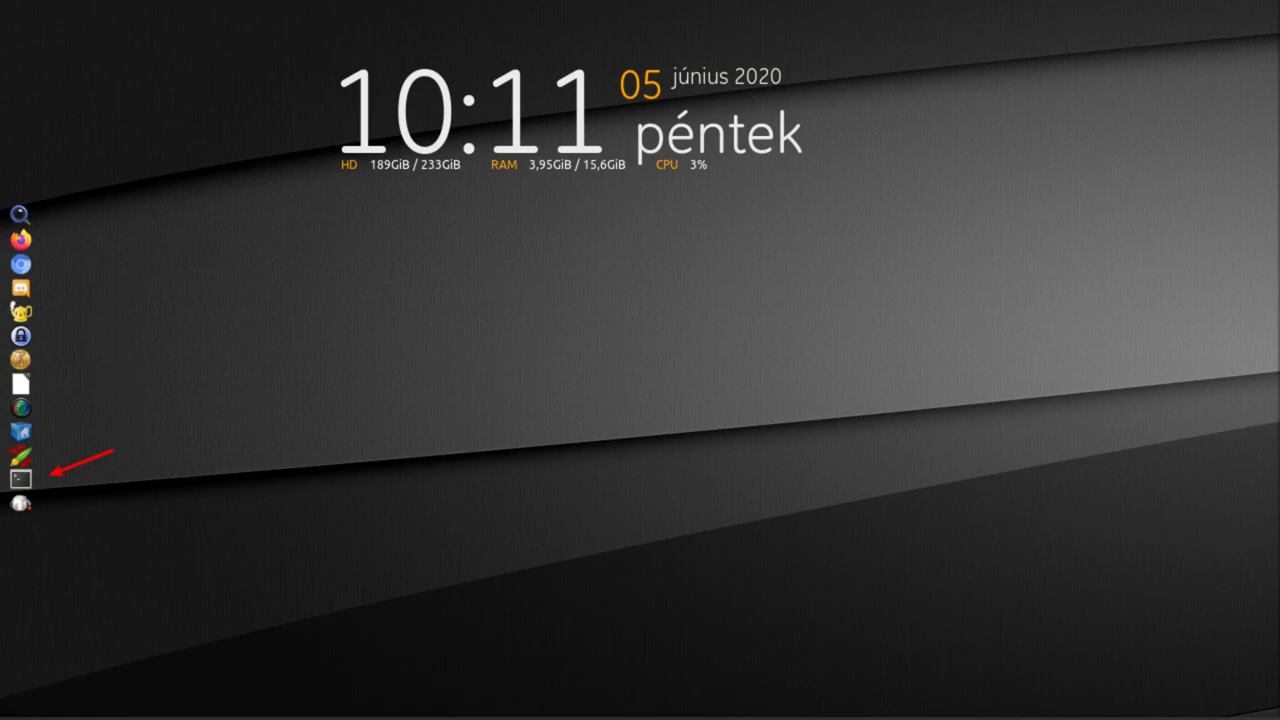 10:11
05 június 2020
péntek
HD 189GiB / 233GiB RAM 3,95GiB / 15,6GiB CPU 3%